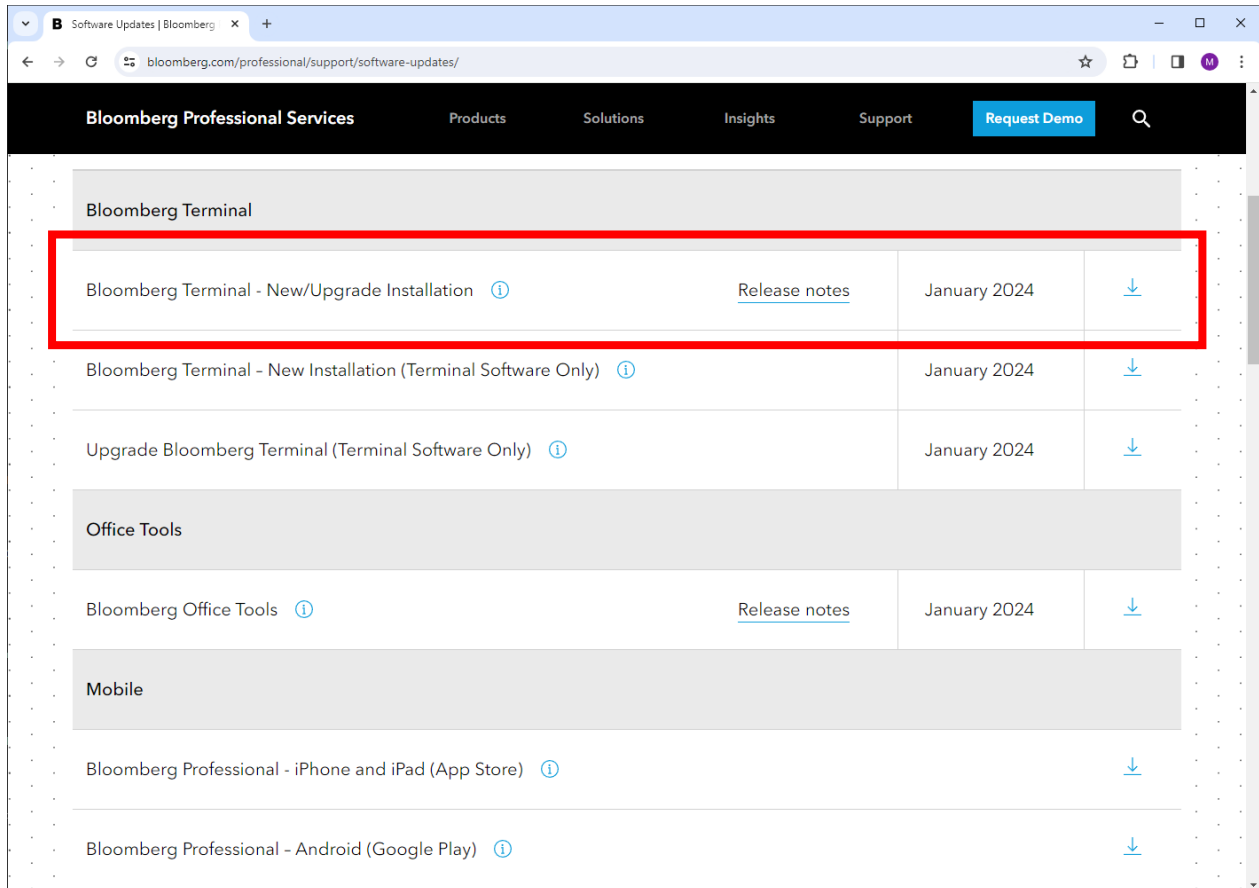 Software Updates | Bloomberg
bloomberg.com/professional/support/software-updates/
M
Bloomberg Professional Services Products Solutions Insights Support Request Demo
Bloomberg Terminal
Bloomberg Terminal - New/Upgrade Installation Release notes January 2024
Bloomberg Terminal – New Installation (Terminal Software Only) January 2024
Upgrade Bloomberg Terminal (Terminal Software Only) January 2024
Office Tools
Bloomberg Office Tools Release notes January 2024
Mobile
Bloomberg Professional - iPhone and iPad (App Store)
Bloomberg Professional – Android (Google Play)